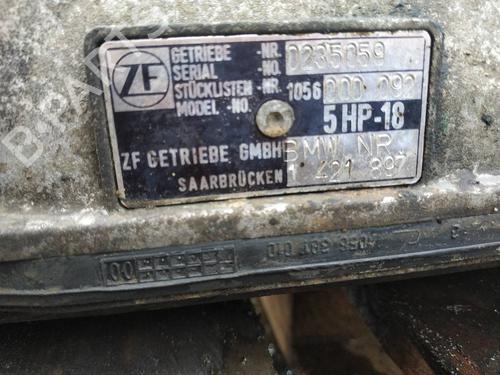 ZF
GETRIEBE -NR. 0235059
SERIAL NO.
STÜCKLISTEN -NR. 1056 000 092
MODEL -NO.
5 HP-18
ZF GETRIEBE GMBH BMW NR
SAARBRÜCKEN 1 421 897